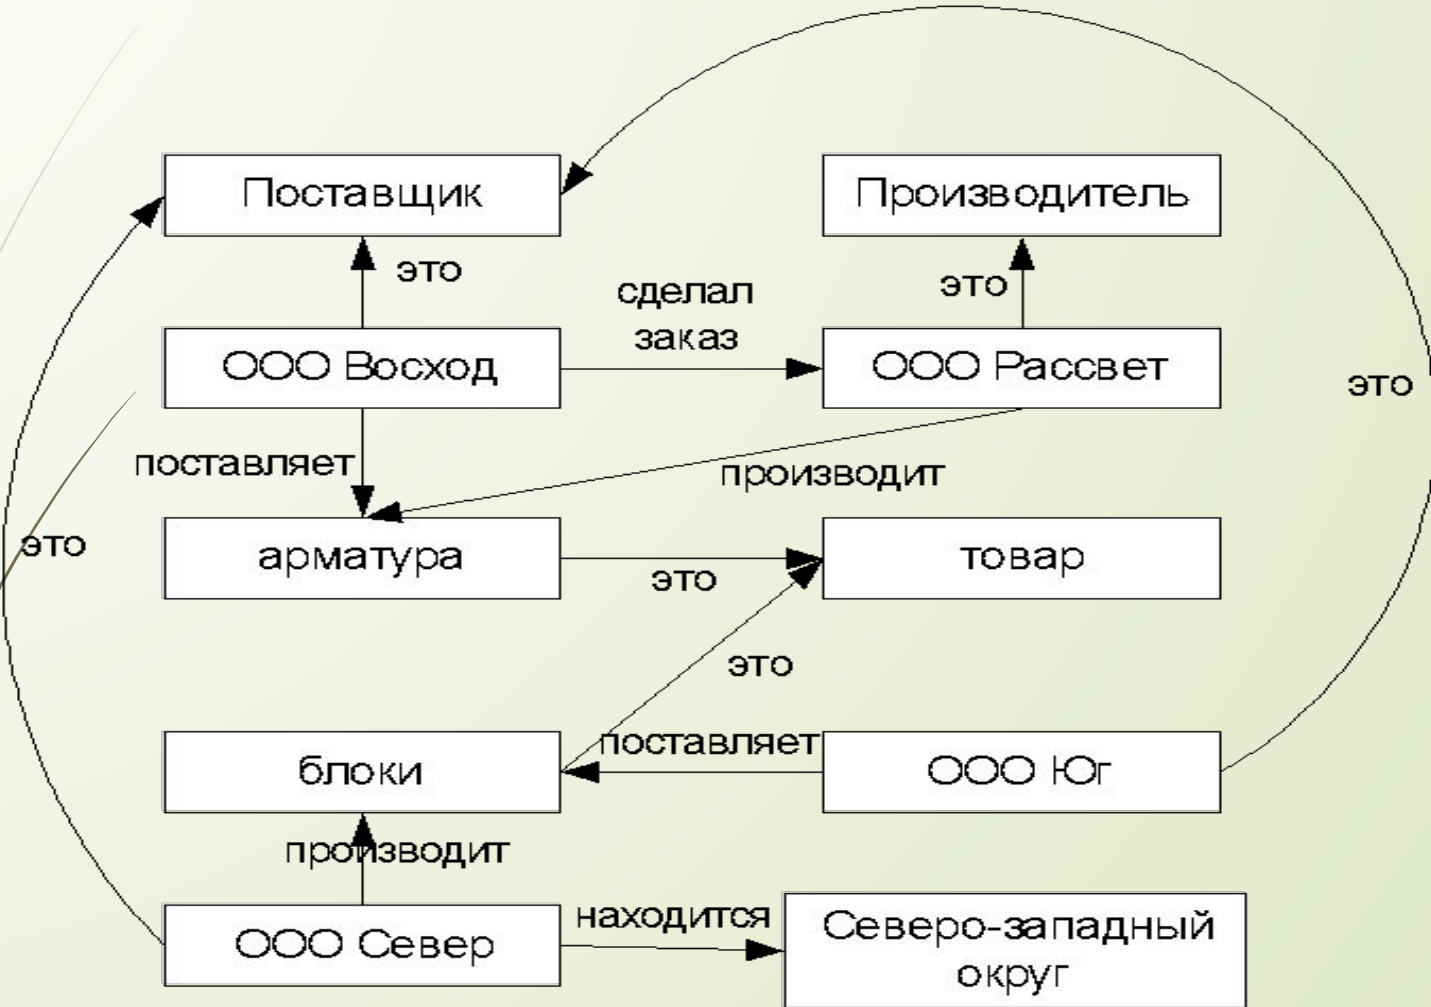 Поставщик
Производитель
это
это
сделал
заказ
ООО Восход
ООО Рассвет
это
поставляет
производит
это
арматура
товар
это
это
поставляет
блоки
ООО Юг
производит
находится
ООО Север
Северо-западный
округ